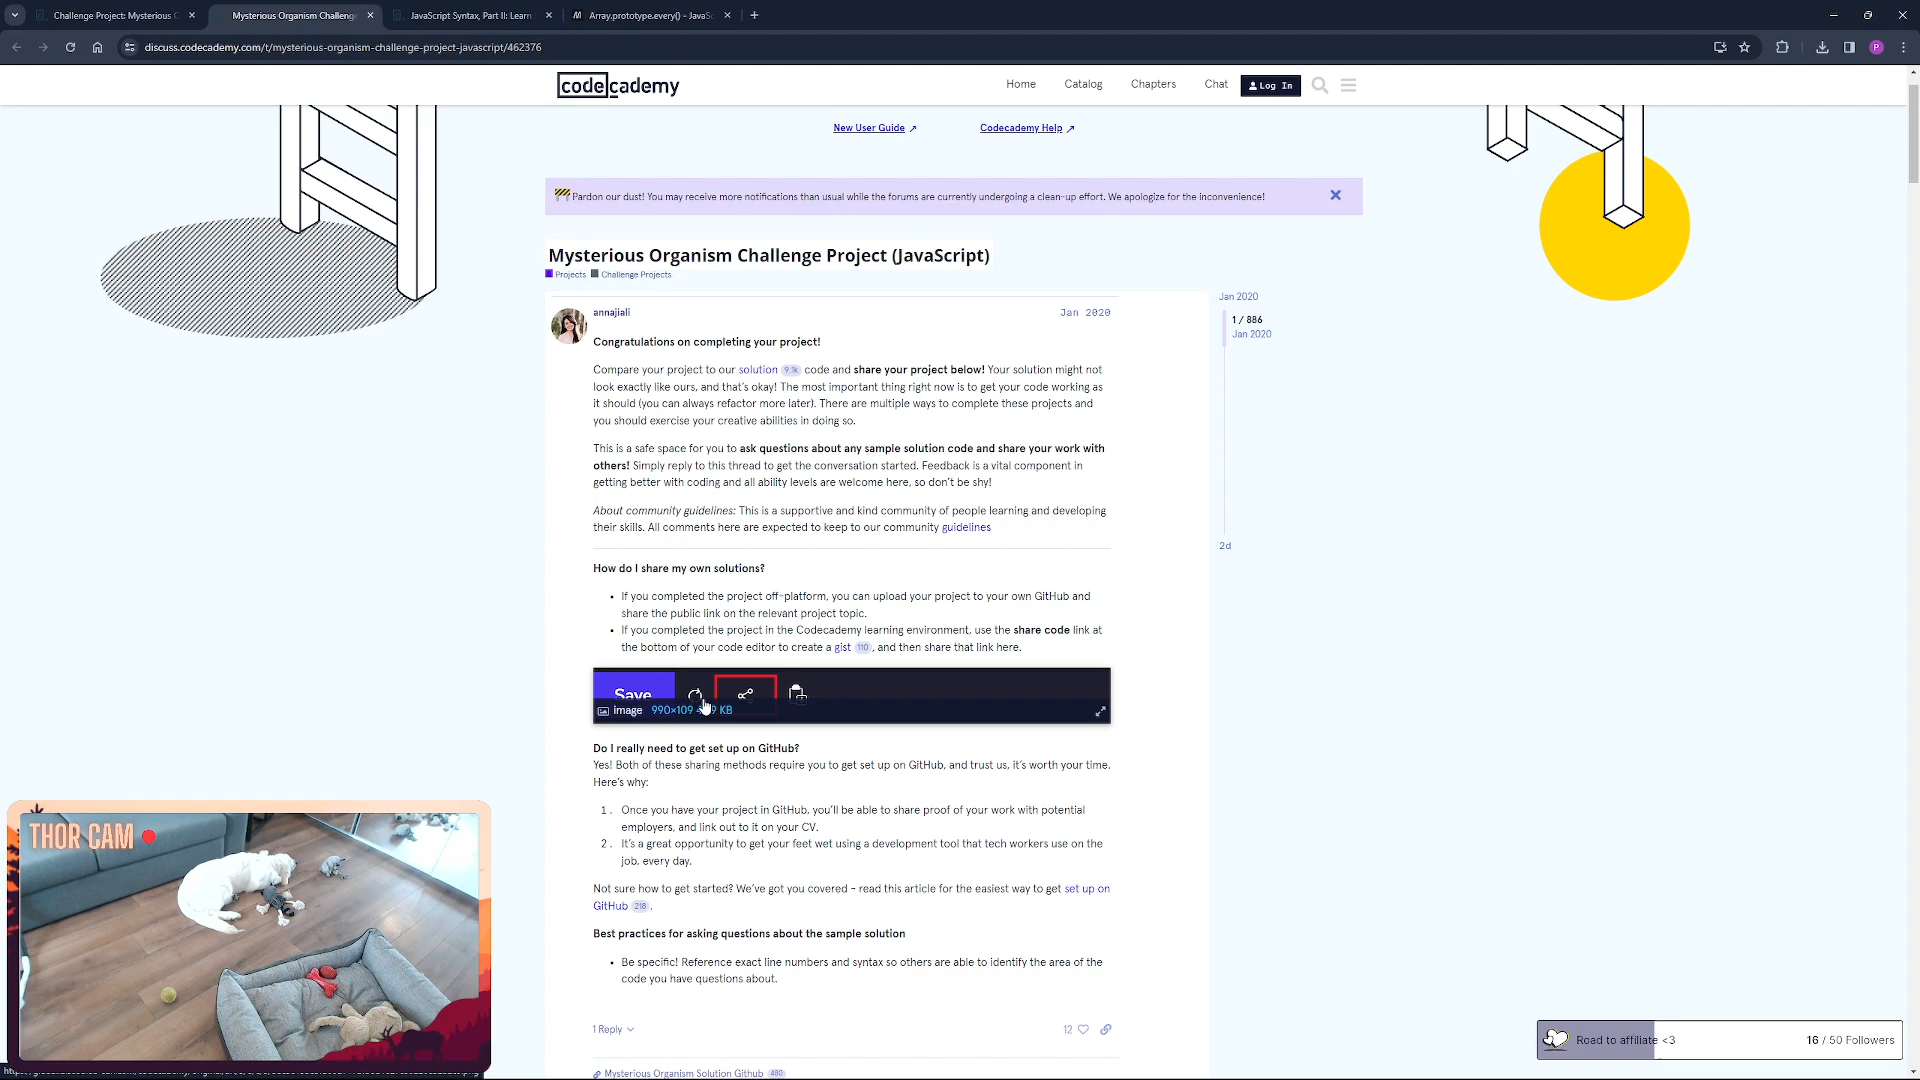 Challenge Project: Mysterious C
Mysterious Organism Challenge
JavaScript Syntax, Part II: Learn
Array.prototype.every() - JavaSc
discuss.codecademy.com/t/mysterious-organism-challenge-project-javascript/462376
P
codecademy
Home
Catalog
Chapters
Chat
Log In
New User Guide ↗
Codecademy Help ↗
Pardon our dust! You may receive more notifications than usual while the forums are currently undergoing a clean-up effort. We apologize for the inconvenience!
Mysterious Organism Challenge Project (JavaScript)
Projects Challenge Projects
annajiali
Jan 2020
Congratulations on completing your project!
Compare your project to our solution 9.1k code and share your project below! Your solution might not
look exactly like ours, and that's okay! The most important thing right now is to get your code working as
it should (you can always refactor more later). There are multiple ways to complete these projects and
you should exercise your creative abilities in doing so.
This is a safe space for you to ask questions about any sample solution code and share your work with
others! Simply reply to this thread to get the conversation started. Feedback is a vital component in
getting better with coding and all ability levels are welcome here, so don't be shy!
About community guidelines: This is a supportive and kind community of people learning and developing
their skills. All comments here are expected to keep to our community guidelines
How do I share my own solutions?
• If you completed the project off-platform, you can upload your project to your own GitHub and
share the public link on the relevant project topic.
• If you completed the project in the Codecademy learning environment, use the share code link at
the bottom of your code editor to create a gist 110, and then share that link here.
Save
image 990×109
9 KB
Do I really need to get set up on GitHub?
Yes! Both of these sharing methods require you to get set up on GitHub, and trust us, it's worth your time.
Here's why:
1. Once you have your project in GitHub, you'll be able to share proof of your work with potential
employers, and link out to it on your CV.
2. It's a great opportunity to get your feet wet using a development tool that tech workers use on the
job, every day.
Not sure how to get started? We've got you covered - read this article for the easiest way to get set up on
GitHub 218.
Best practices for asking questions about the sample solution
• Be specific! Reference exact line numbers and syntax so others are able to identify the area of the
code you have questions about.
1 Reply
12
Mysterious Organism Solution Github 480
Jan 2020
1 / 886
Jan 2020
2d
THOR CAM
Road to affiliate <3
16 / 50 Followers